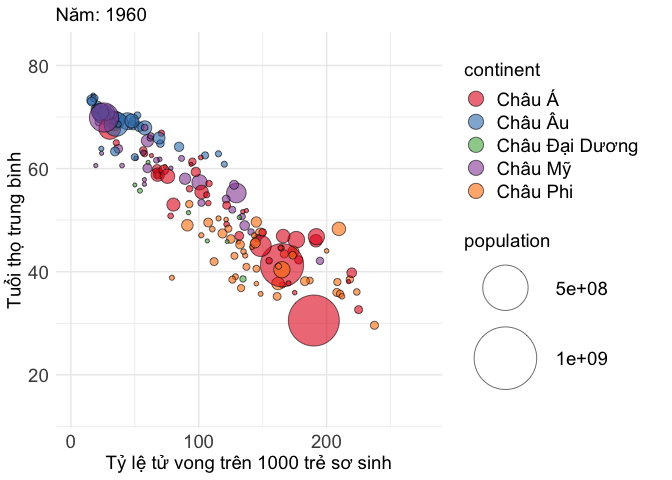 Năm: 1960
80
60
40
20
0
100
200
Tuổi thọ trung bình
Tỷ lệ tử vong trên 1000 trẻ sơ sinh
continent
Châu Á
Châu Âu
Châu Đại Dương
Châu Mỹ
Châu Phi
population
5e+08
1e+09